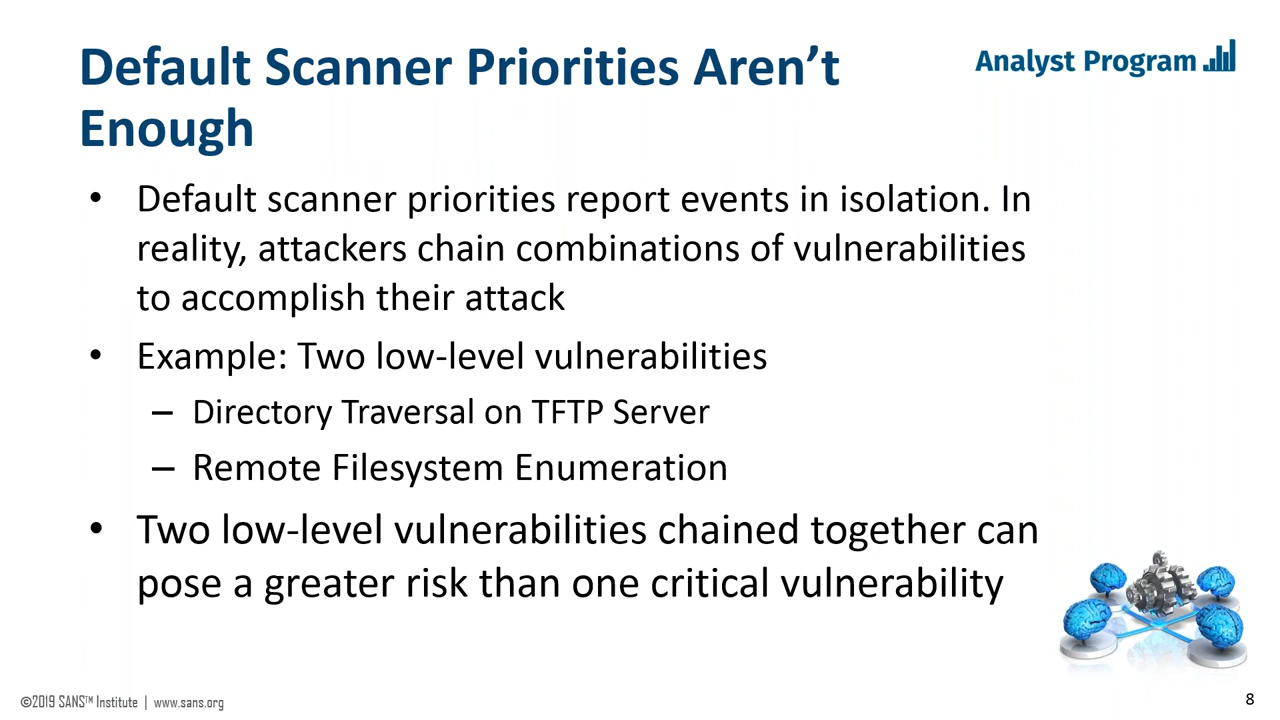 Default Scanner Priorities Aren’t
Enough
Analyst Program
• Default scanner priorities report events in isolation. In
reality, attackers chain combinations of vulnerabilities
to accomplish their attack
• Example: Two low-level vulnerabilities
– Directory Traversal on TFTP Server
– Remote Filesystem Enumeration
• Two low-level vulnerabilities chained together can
pose a greater risk than one critical vulnerability
©2019 SANS™ Institute | www.sans.org
8